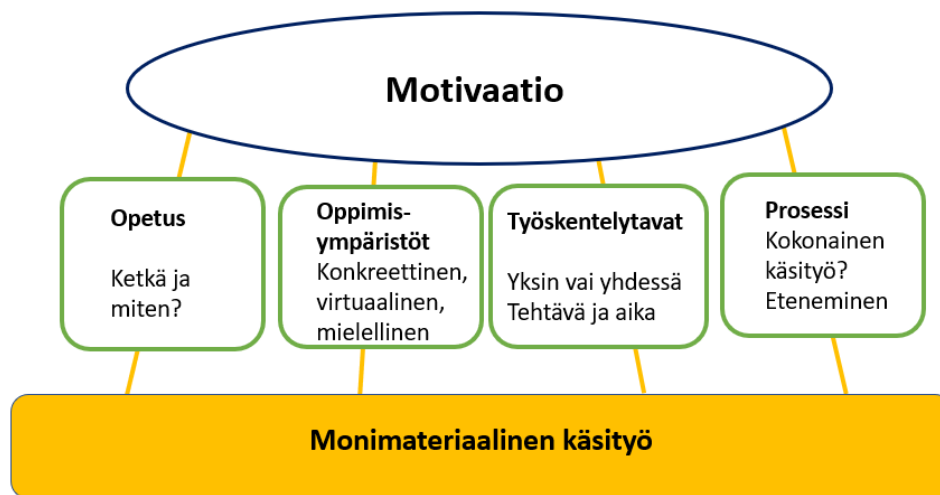 Motivaatio
Opetus
Ketkä ja
miten?
Oppimis-
ympäristöt
Konkreettinen,
virtuaalinen,
mielellinen
Työskentelytavat
Yksin vai yhdessä
Tehtävä ja aika
Prosessi
Kokonainen
käsityö?
Eteneminen
Monimateriaalinen käsityö